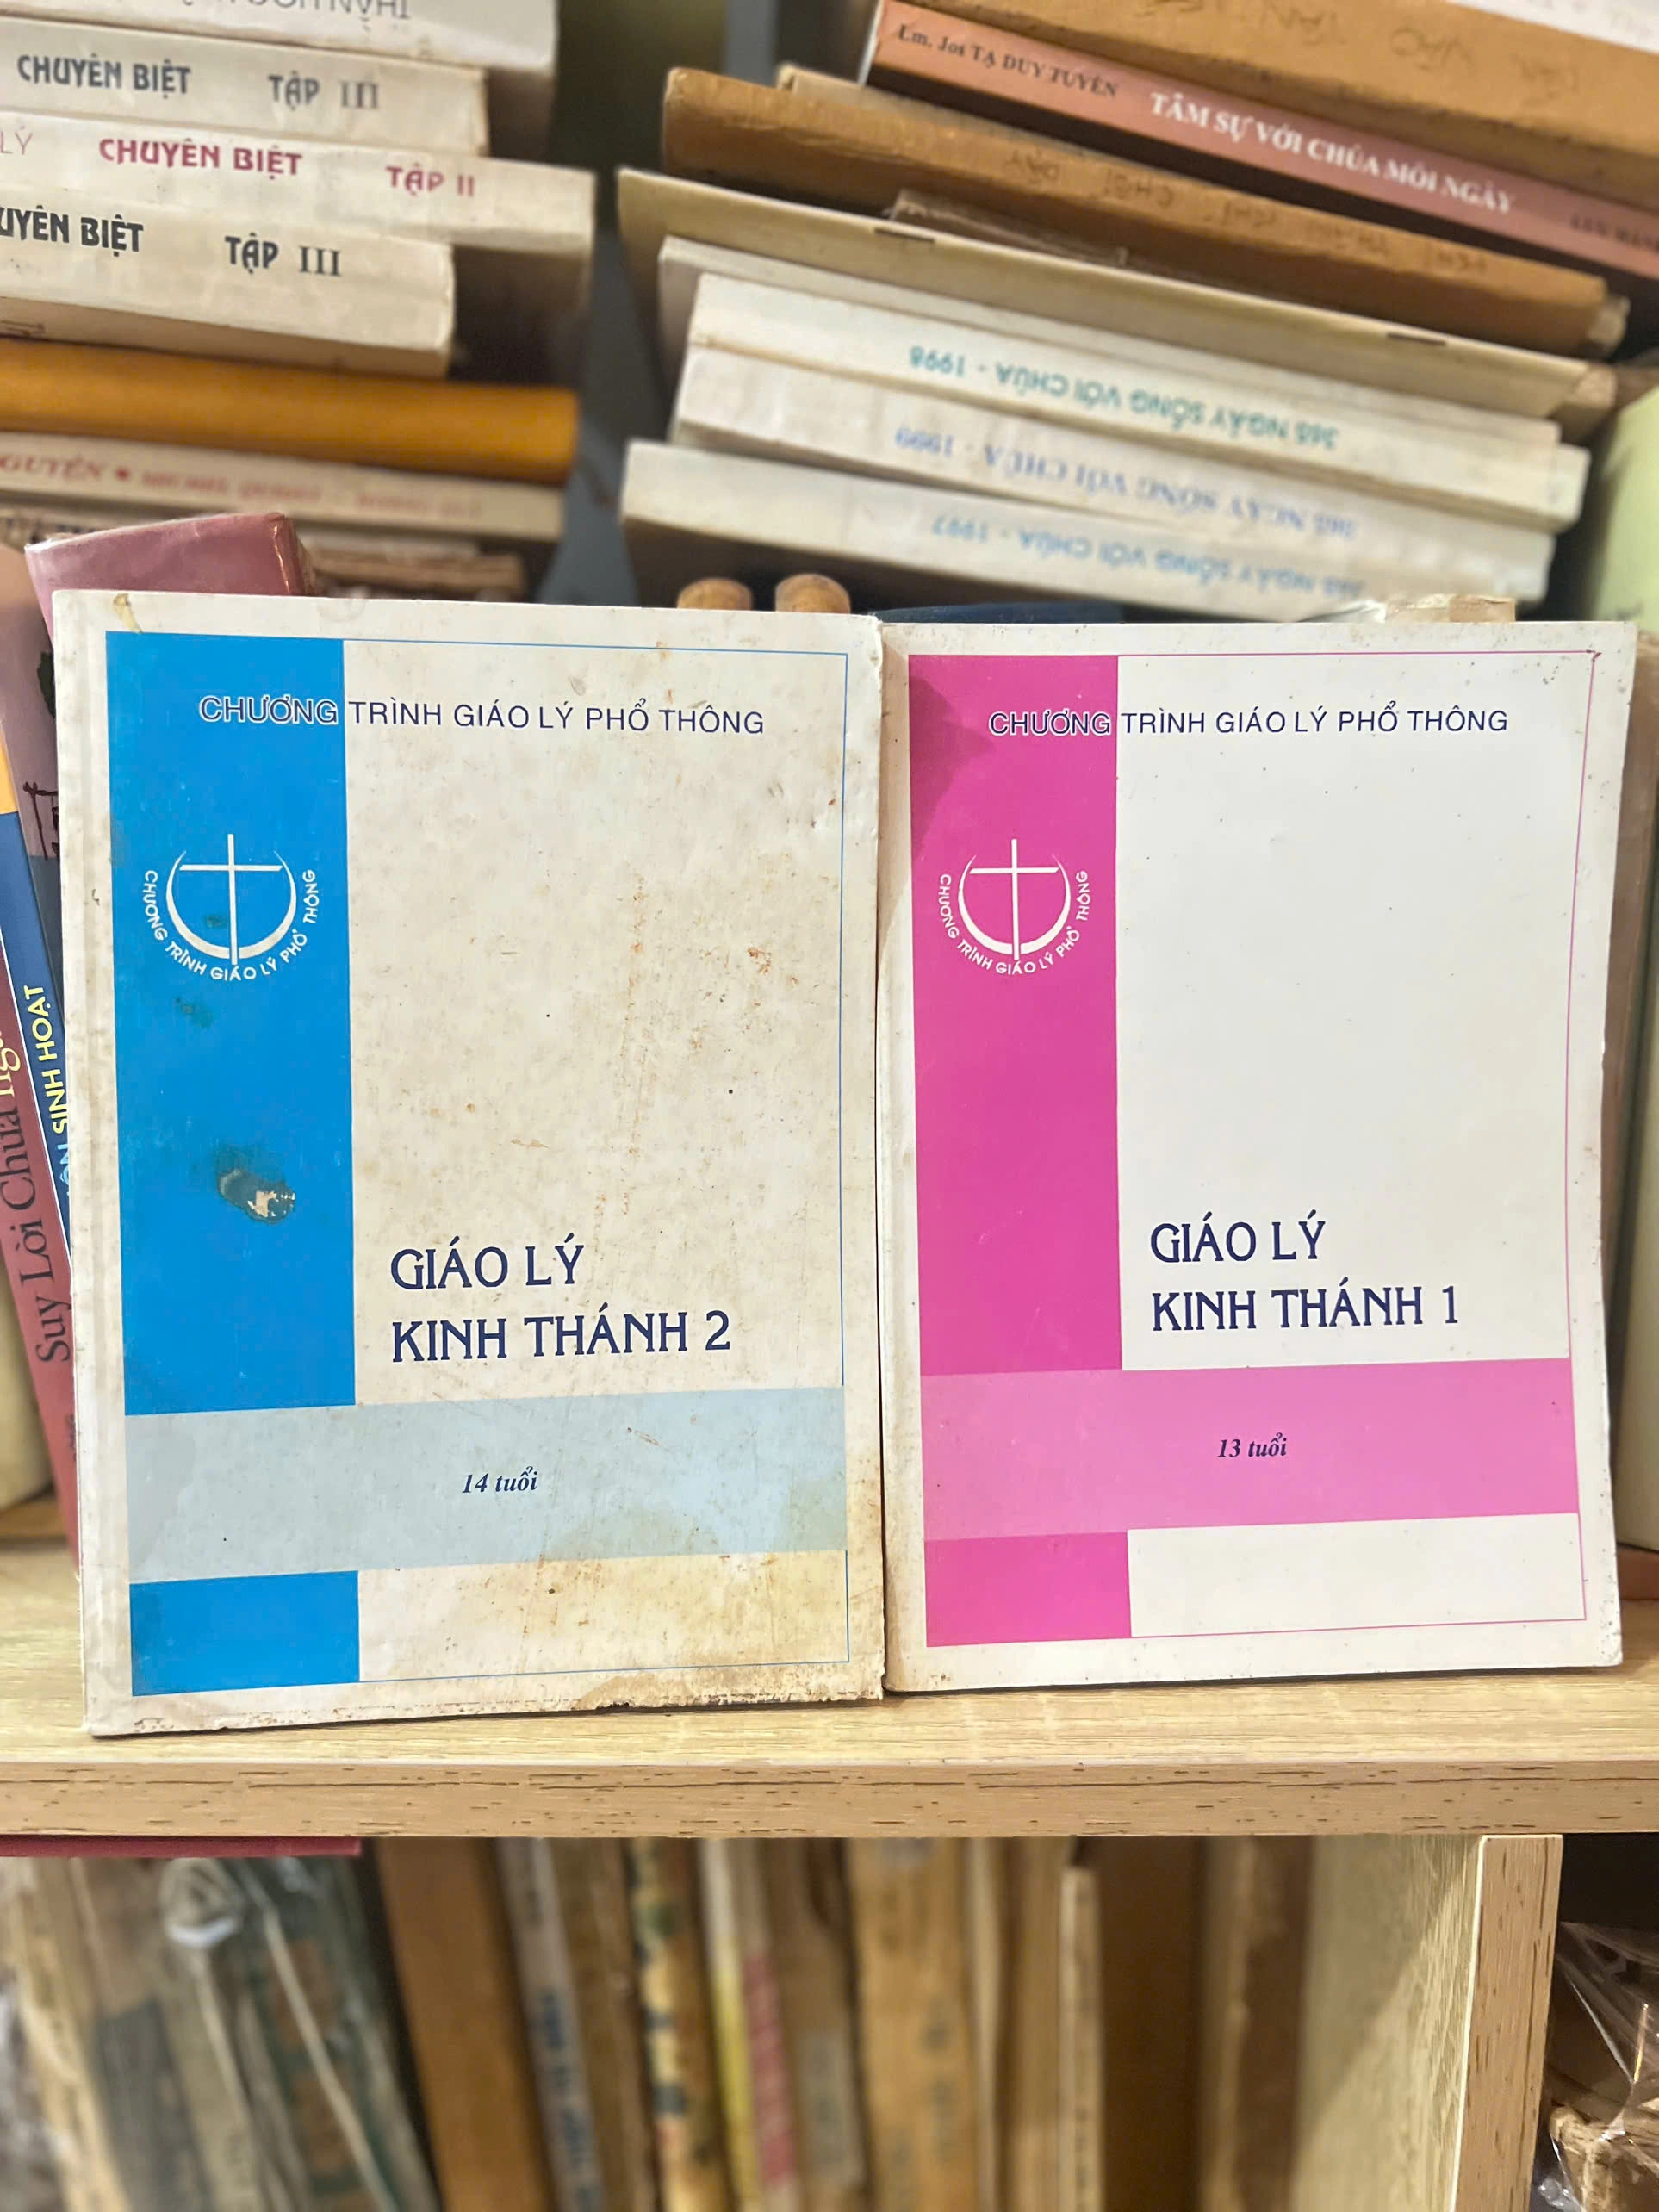 CHUYÊN BIỆT TẬP III
LÝ CHUYÊN BIỆT TẬP II
UYÊN BIỆT TẬP III
Lm. Jos TẠ DUY TUYỀN TÂM SỰ VỚI CHÚA MỖI NGÀY
365 NGÀY SỐNG VỚI CHÚA - 1998
365 NGÀY SỐNG VỚI CHÚA - 1999
365 NGÀY SỐNG VỚI CHÚA - 1997
Suy Lời Chúa
SINH HOẠT
CHƯƠNG TRÌNH GIÁO LÝ PHỔ THÔNG
CHƯƠNG TRÌNH GIÁO LÝ PHỔ THÔNG
GIÁO LÝ
KINH THÁNH 2
14 tuổi
CHƯƠNG TRÌNH GIÁO LÝ PHỔ THÔNG
CHƯƠNG TRÌNH GIÁO LÝ PHỔ THÔNG
GIÁO LÝ
KINH THÁNH 1
13 tuổi